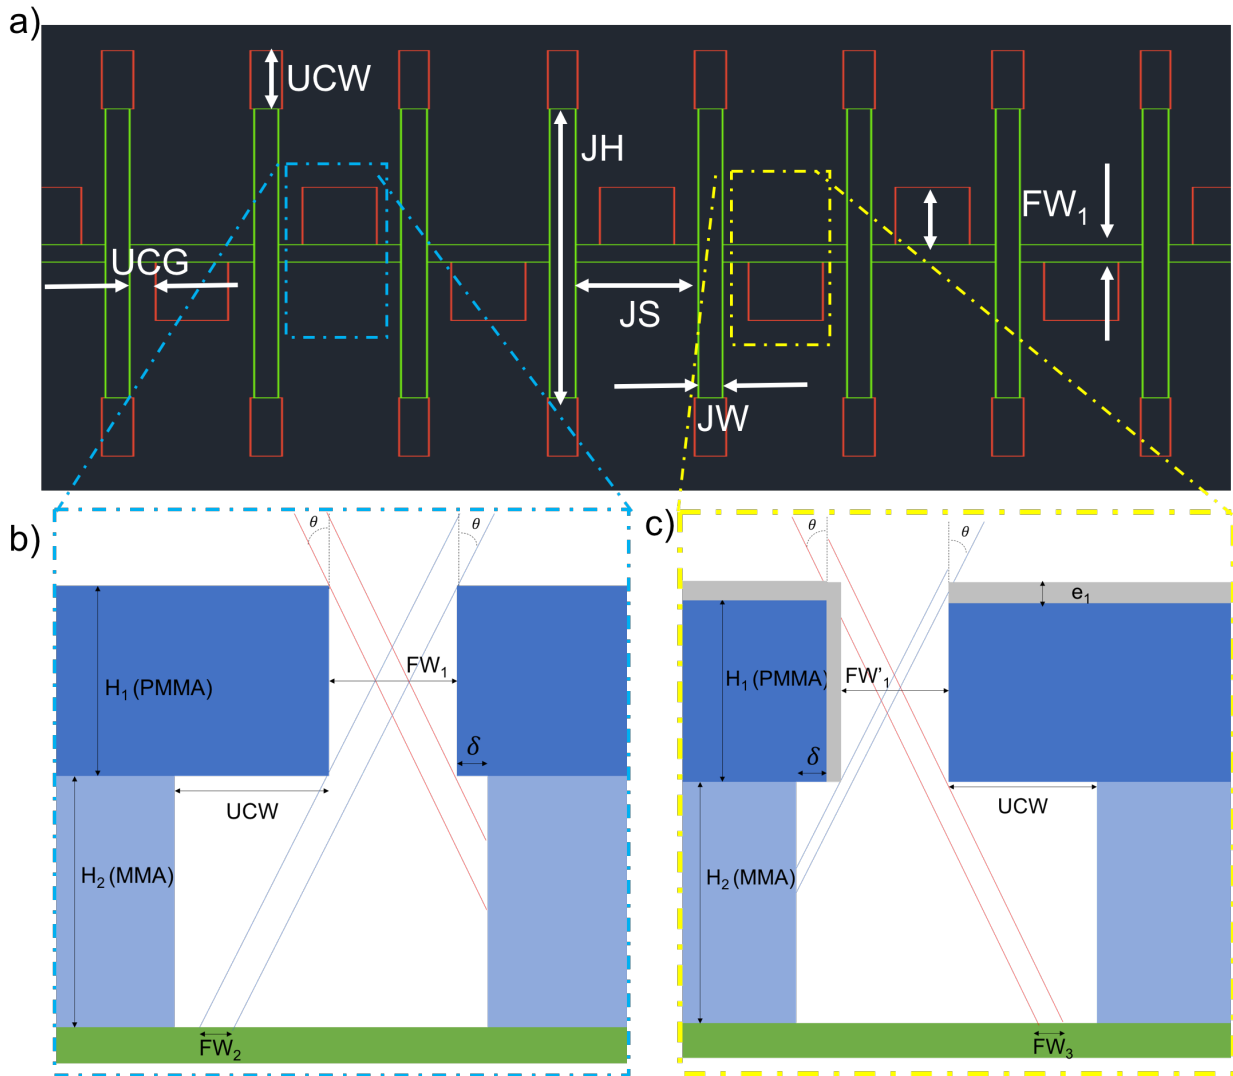 a)
UCW
JH
FW₁
UCG
JS
JW
b)
θ
θ
H₁ (PMMA)
FW₁
δ
UCW
H₂ (MMA)
FW₂
c)
θ
θ
e₁
H₁ (PMMA)
FW'₁
δ
UCW
H₂ (MMA)
FW₃